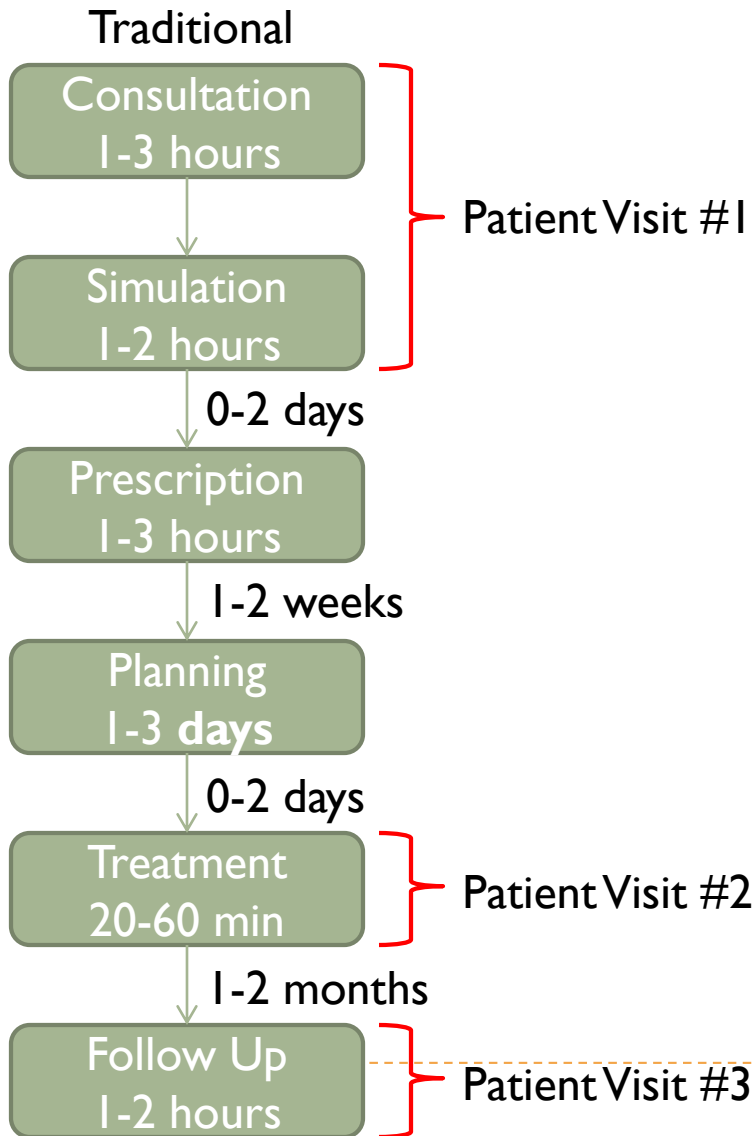 Traditional
Consultation
1-3 hours
Patient Visit #1
Simulation
1-2 hours
0-2 days
Prescription
1-3 hours
1-2 weeks
Planning
1-3 days
0-2 days
Treatment
20-60 min
Patient Visit #2
1-2 months
Follow Up
1-2 hours
Patient Visit #3